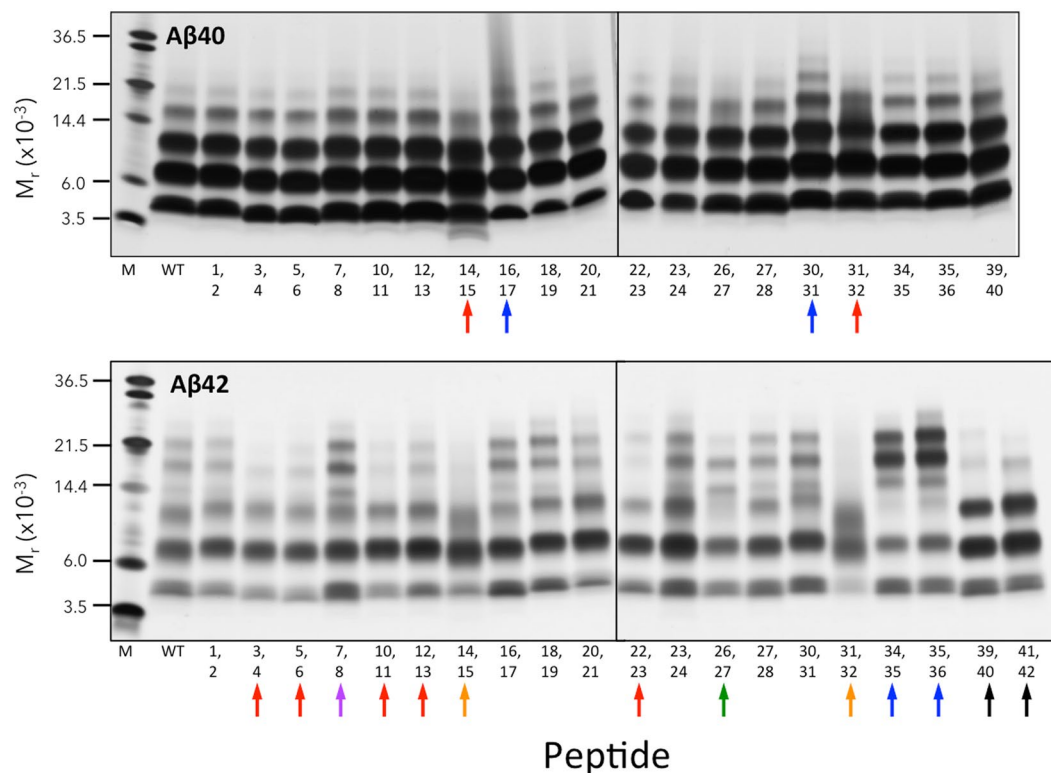 Aβ40
36.5
21.5
14.4
6.0
3.5
Mr (x10-3)
M WT 1, 3, 5, 7, 10, 12, 14, 16, 18, 20, 22, 23, 26, 27, 30, 31, 34, 35, 39,
2 4 6 8 11 13 15 17 19 21 23 24 27 28 31 32 35 36 40
Aβ42
36.5
21.5
14.4
6.0
3.5
Mr (x10-3)
M WT 1, 3, 5, 7, 10, 12, 14, 16, 18, 20, 22, 23, 26, 27, 30, 31, 34, 35, 39, 41,
2 4 6 8 11 13 15 17 19 21 23 24 27 28 31 32 35 36 40 42
Peptide